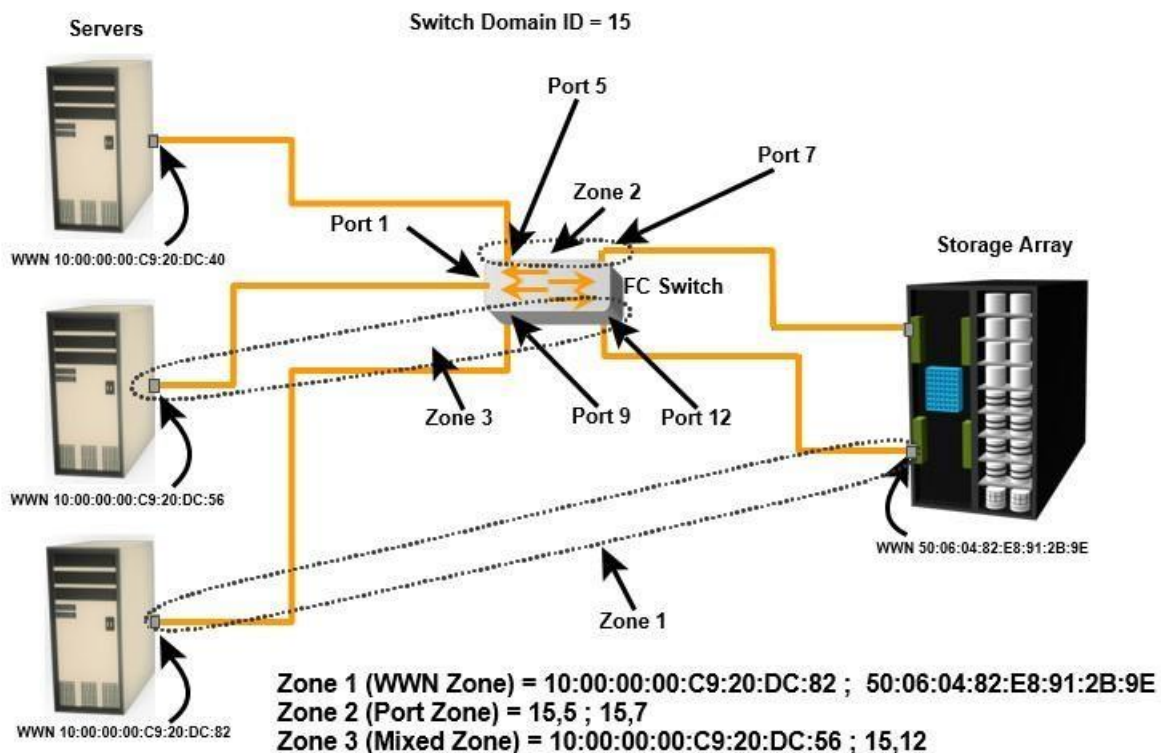 Switch Domain ID = 15
Servers
Port 5
Port 7
Zone 2
Port 1
Storage Array
WWN 10:00:00:00:C9:20:DC:40
FC Switch
Zone 3
Port 9
Port 12
WWN 10:00:00:00:C9:20:DC:56
WWN 50:06:04:82:E8:91:2B:9E
Zone 1
WWN 10:00:00:00:C9:20:DC:82
Zone 1 (WWN Zone) = 10:00:00:00:C9:20:DC:82 ; 50:06:04:82:E8:91:2B:9E
Zone 2 (Port Zone) = 15,5 ; 15,7
Zone 3 (Mixed Zone) = 10:00:00:00:C9:20:DC:56 ; 15,12